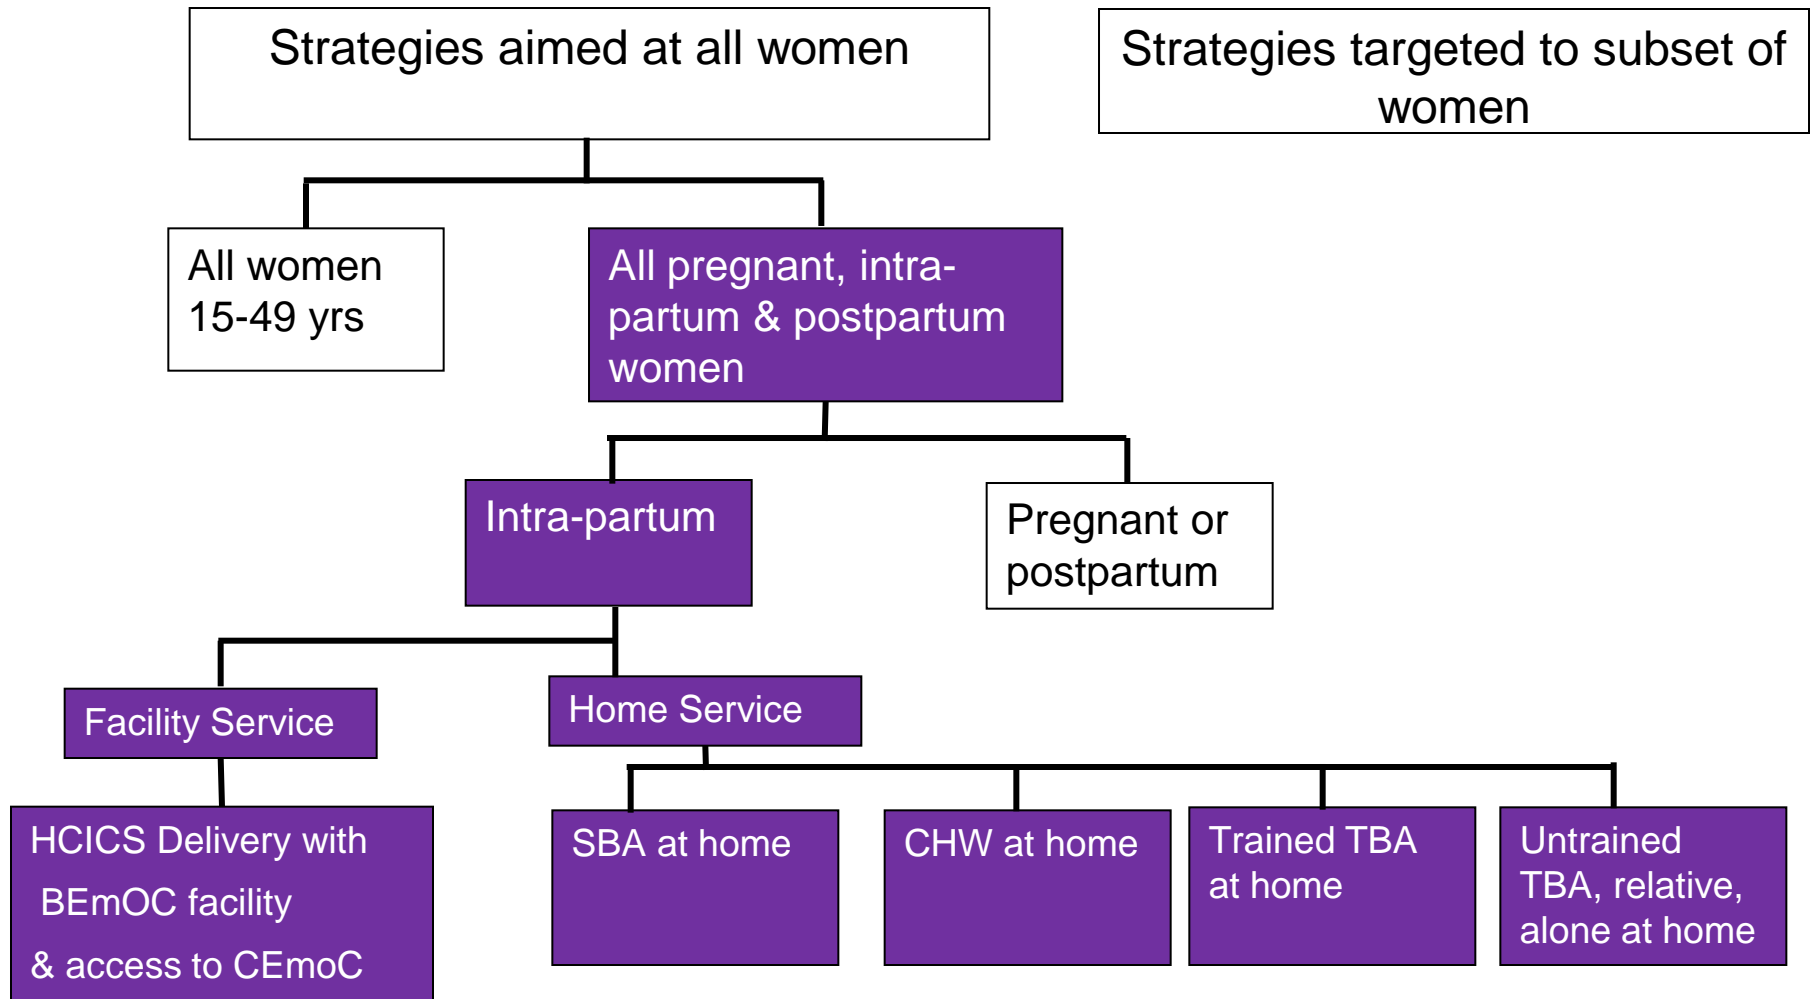 Strategies aimed at all women
Strategies targeted to subset of
women
All women
15-49 yrs
All pregnant, intra-
partum & postpartum
women
Intra-partum
Pregnant or
postpartum
Facility Service
Home Service
HCICS Delivery with
BEmOC facility
& access to CEmoC
SBA at home
CHW at home
Trained TBA
at home
Untrained
TBA, relative,
alone at home